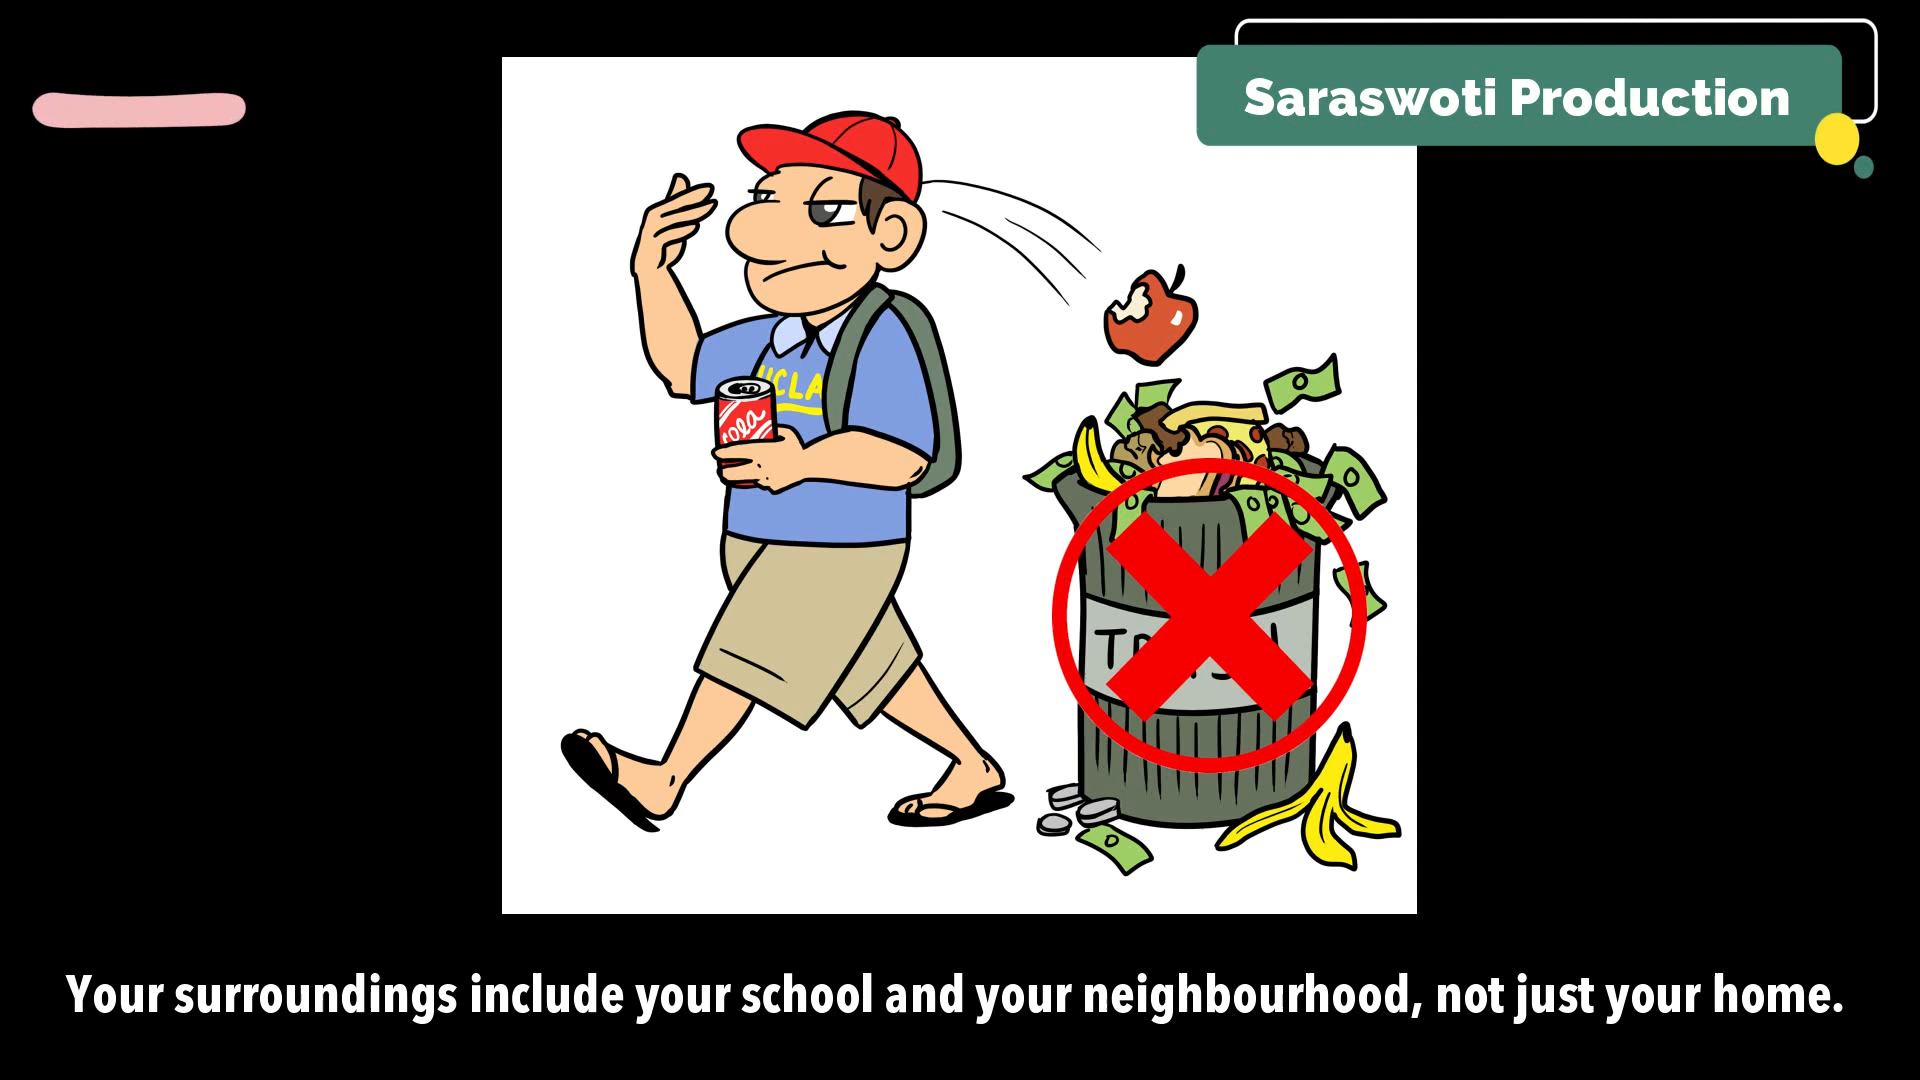 Saraswoti Production
UCLA
cola
Your surroundings include your school and your neighbourhood, not just your home.